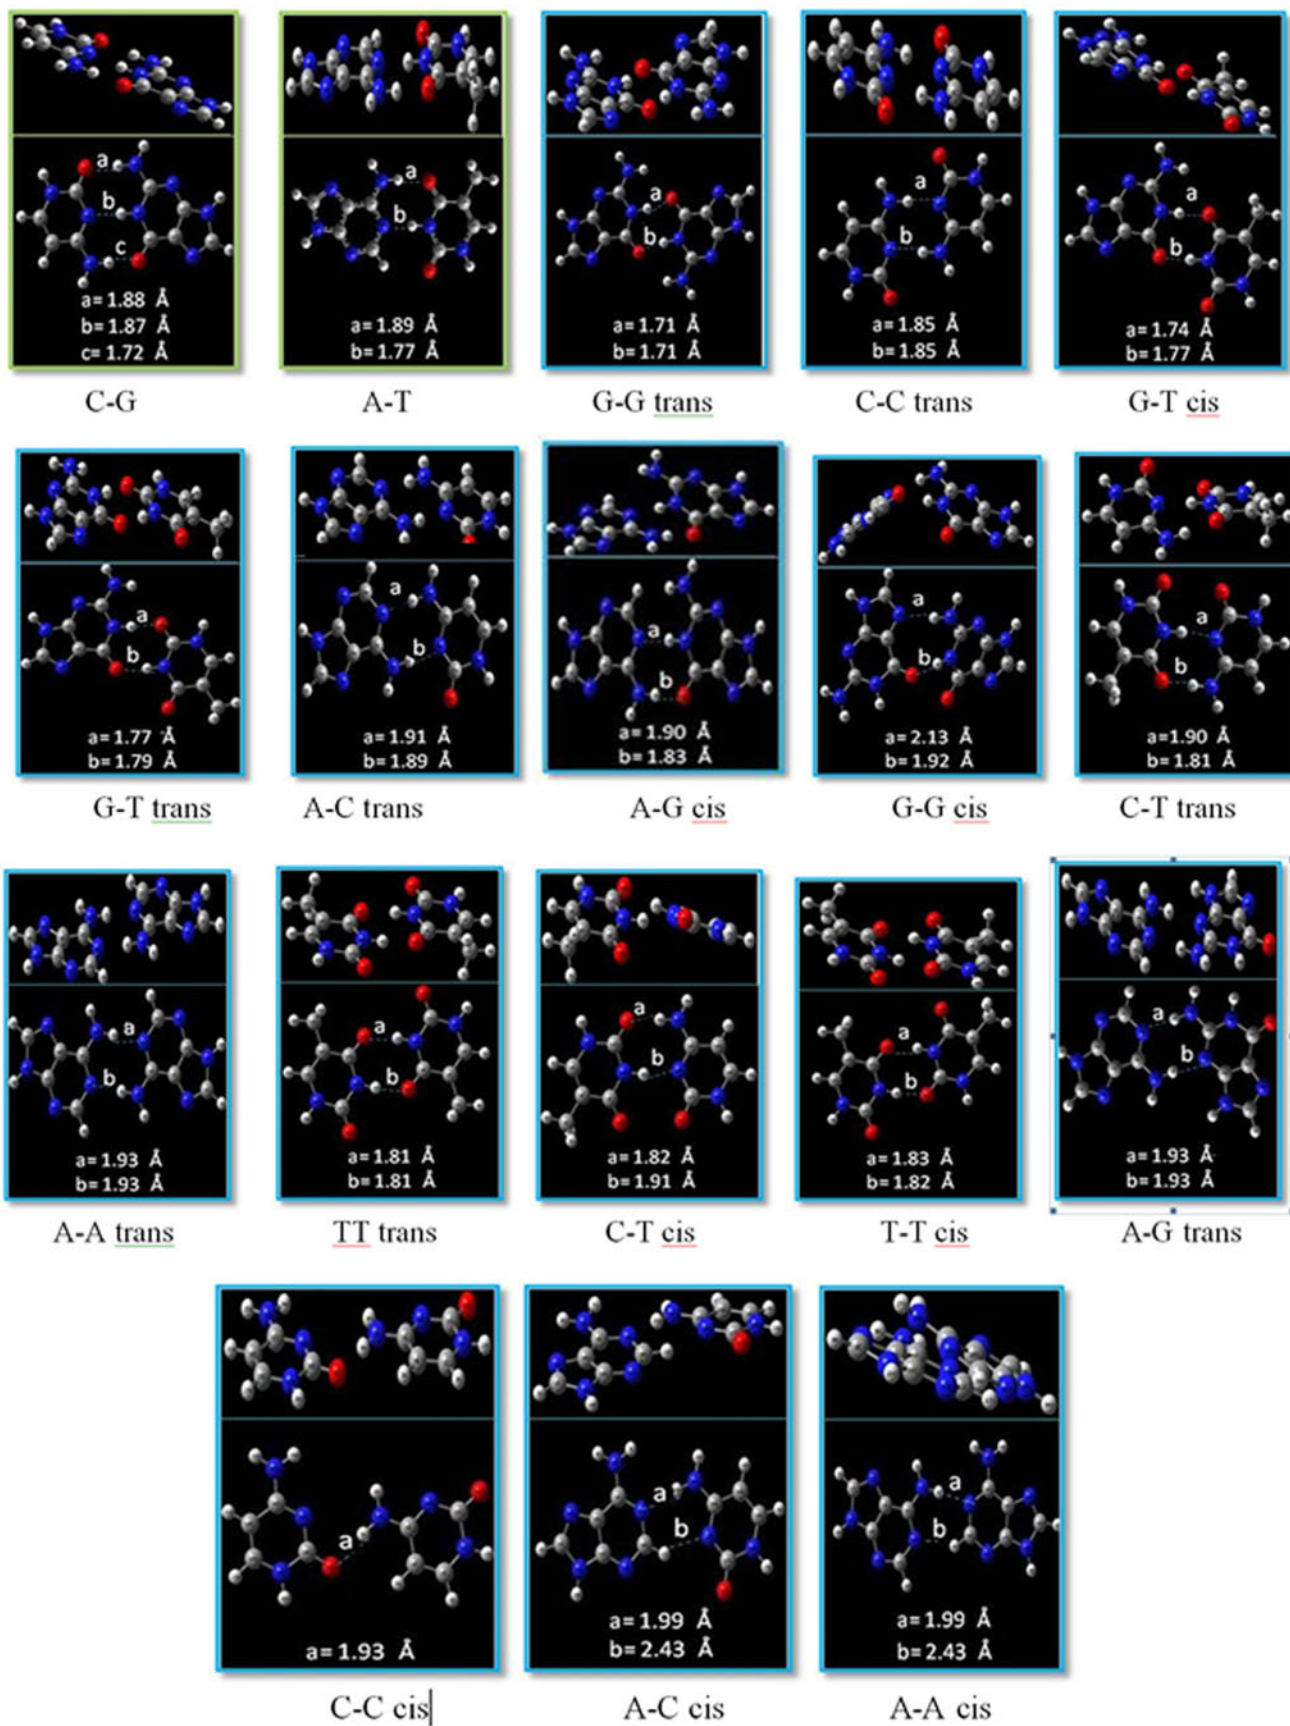 a
b
c
a= 1.88 Å
b= 1.87 Å
c= 1.72 Å
C-G
a
b
a= 1.89 Å
b= 1.77 Å
A-T
a
b
a= 1.71 Å
b= 1.71 Å
G-G trans
a
b
a= 1.85 Å
b= 1.85 Å
C-C trans
a
b
a= 1.74 Å
b= 1.77 Å
G-T cis
a
b
a= 1.77 Å
b= 1.79 Å
G-T trans
a
b
a= 1.91 Å
b= 1.89 Å
A-C trans
a
b
a= 1.90 Å
b= 1.83 Å
A-G cis
a
b
a= 2.13 Å
b= 1.92 Å
G-G cis
a
b
a=1.90 Å
b= 1.81 Å
C-T trans
a
b
a= 1.93 Å
b= 1.93 Å
A-A trans
a
b
a= 1.81 Å
b= 1.81 Å
TT trans
a
b
a= 1.82 Å
b= 1.91 Å
C-T cis
a
b
a= 1.83 Å
b= 1.82 Å
T-T cis
a
b
a= 1.93 Å
b= 1.93 Å
A-G trans
a
a= 1.93 Å
C-C cis
a
b
a= 1.99 Å
b= 2.43 Å
A-C cis
a
b
a= 1.99 Å
b= 2.43 Å
A-A cis